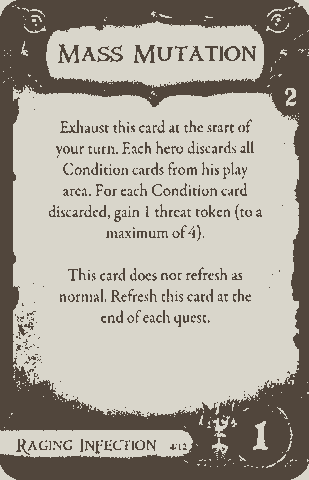 Mass Mutation
2
Exhaust this card at the start of
your turn. Each hero discards all
Condition cards from his play
area. For each Condition card
discarded, gain 1 threat token (to a
maximum of 4).
This card does not refresh as
normal. Refresh this card at the
end of each quest.
Raging Infection 4/12
1